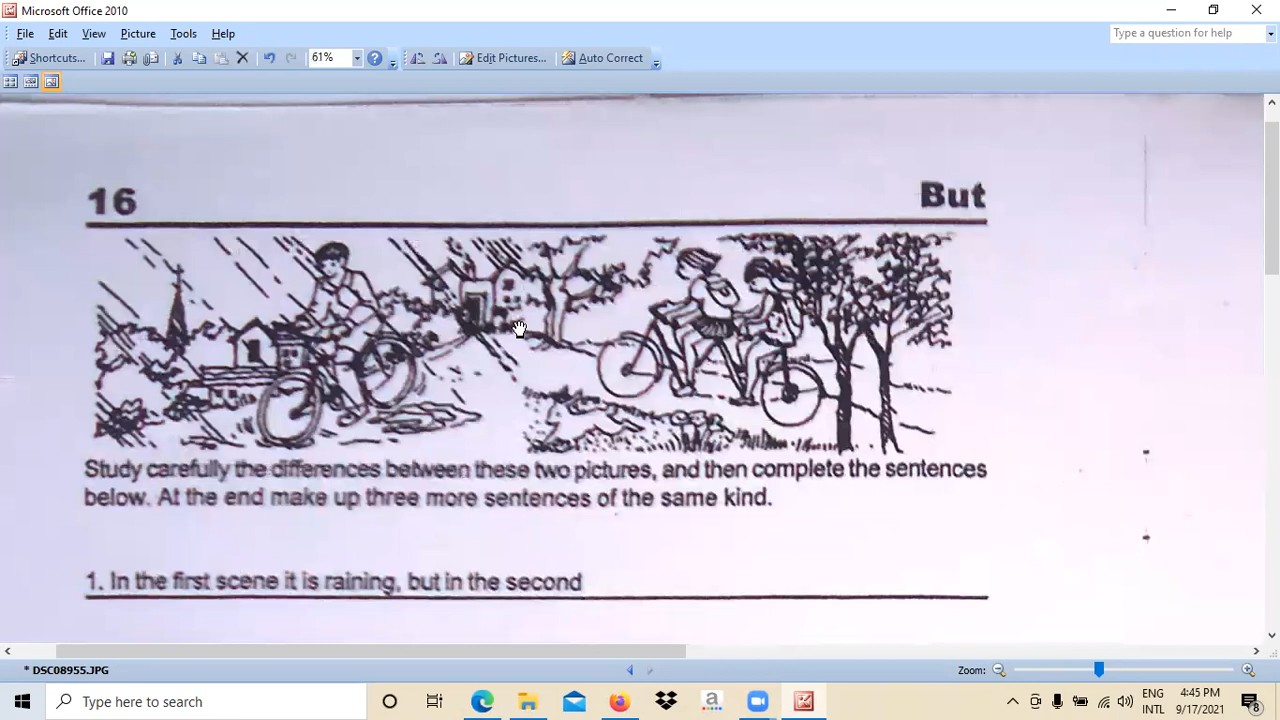 Microsoft Office 2010
File Edit View Picture Tools Help
Type a question for help
Shortcuts...
61%
Edit Pictures...
Auto Correct
16
But
Study carefully the differences between these two pictures, and then complete the sentences
below. At the end make up three more sentences of the same kind.
1. In the first scene it is raining, but in the second
* DSC08955.JPG
Zoom:
Type here to search
a
ENG
INTL
4:45 PM
9/17/2021
8